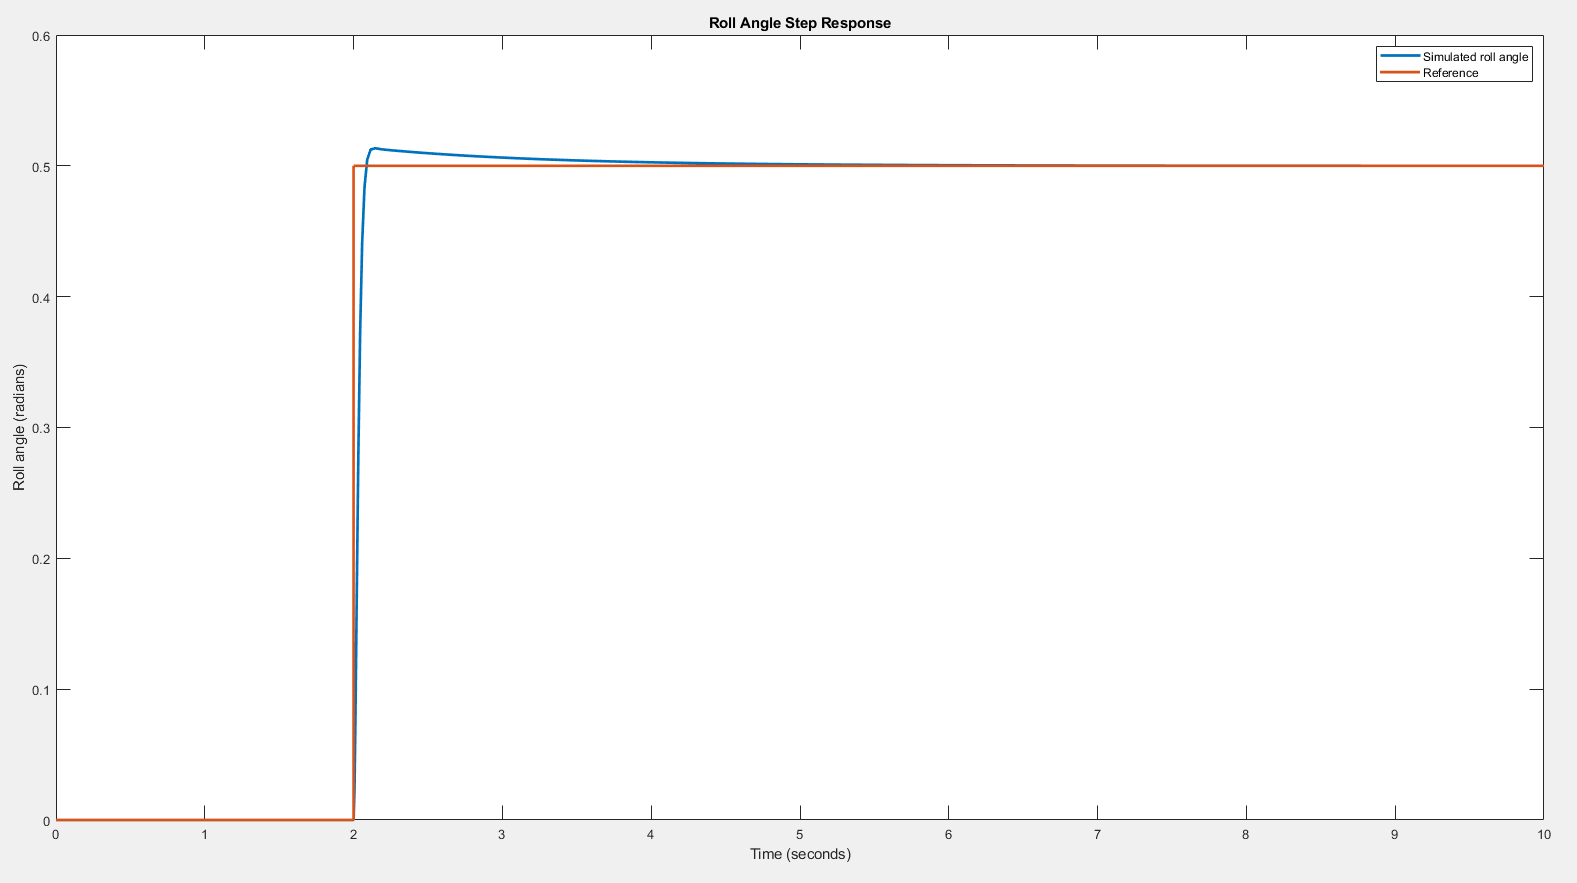 Roll Angle Step Response
Simulated roll angle
Reference
0.6
0.5
0.4
0.3
0.2
0.1
0
Roll angle (radians)
0 1 2 3 4 5 6 7 8 9 10
Time (seconds)